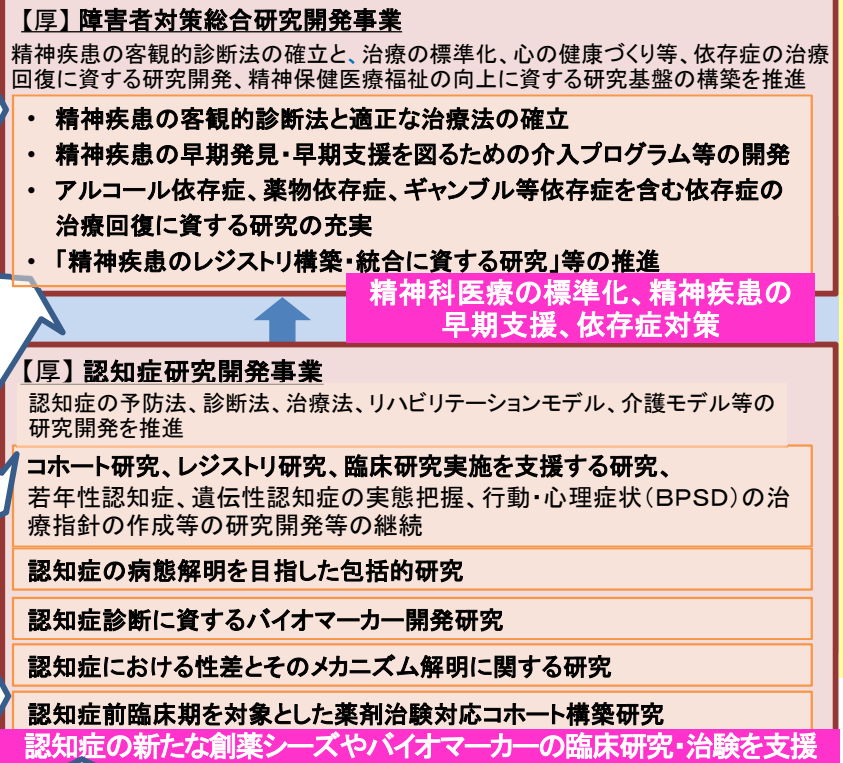 【厚】障害者対策総合研究開発事業
精神疾患の客観的診断法の確立と、治療の標準化、心の健康づくり等、依存症の治療
回復に資する研究開発、精神保健医療福祉の向上に資する研究基盤の構築を推進
・ 精神疾患の客観的診断法と適正な治療法の確立
・ 精神疾患の早期発見・早期支援を図るための介入プログラム等の開発
・ アルコール依存症、薬物依存症、ギャンブル等依存症を含む依存症の
治療回復に資する研究の充実
・ 「精神疾患のレジストリ構築・統合に資する研究」等の推進
精神科医療の標準化、精神疾患の
早期支援、依存症対策
【厚】認知症研究開発事業
認知症の予防法、診断法、治療法、リハビリテーションモデル、介護モデル等の
研究開発を推進
コホート研究、レジストリ研究、臨床研究実施を支援する研究、
若年性認知症、遺伝性認知症の実態把握、行動・心理症状（BPSD）の治
療指針の作成等の研究開発等の継続
認知症の病態解明を目指した包括的研究
認知症診断に資するバイオマーカー開発研究
認知症における性差とそのメカニズム解明に関する研究
認知症前臨床期を対象とした薬剤治験対応コホート構築研究
認知症の新たな創薬シーズやバイオマーカーの臨床研究・治験を支援